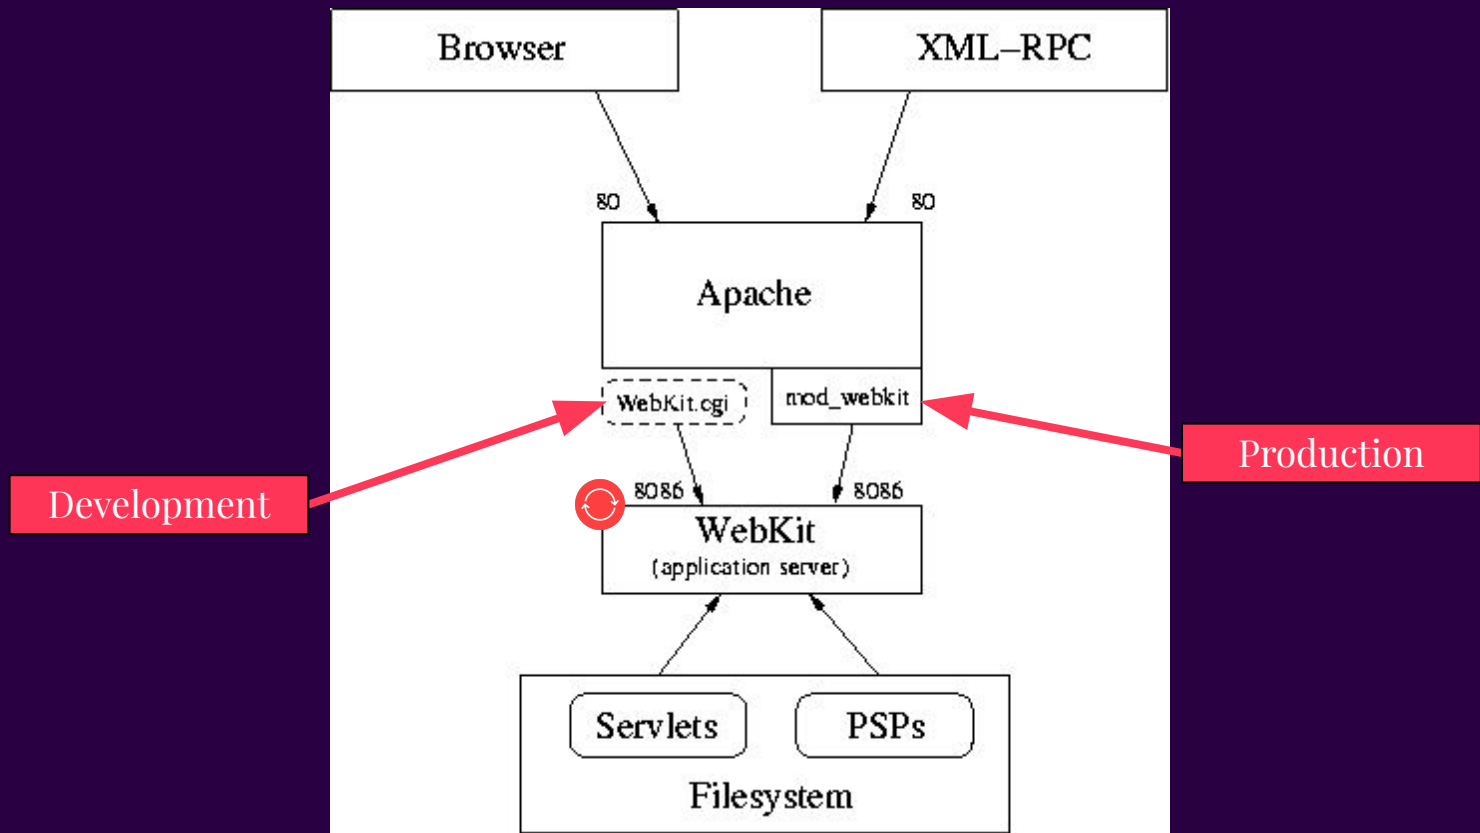 Browser
XML–RPC
80
80
Apache
WebKit.cgi
mod_webkit
Development
Production
8086
8086
WebKit
(application server)
Servlets
PSPs
Filesystem